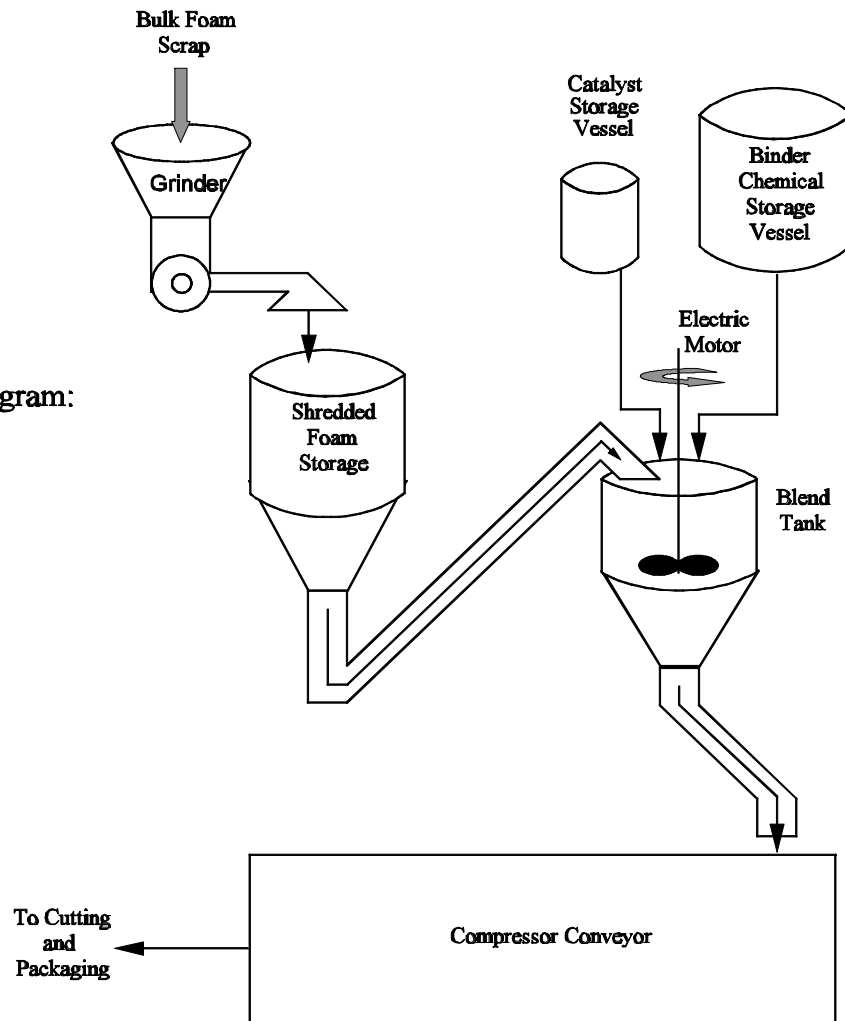 Bulk Foam
Scrap
Grinder
Catalyst
Storage
Vessel
Binder
Chemical
Storage
Vessel
Electric
Motor
gram:
Shredded
Foam
Storage
Blend
Tank
Compressor Conveyor
To Cutting
and
Packaging